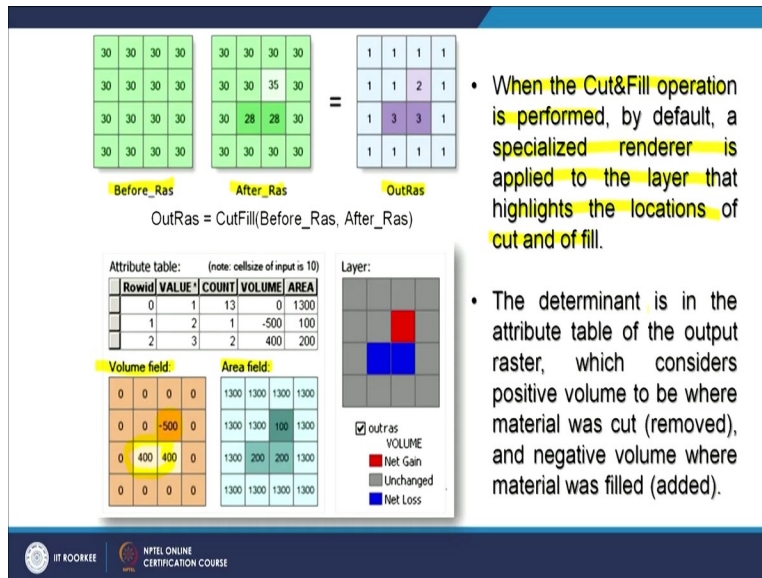 30 30 30 30
30 30 30 30
30 30 30 30
30 30 30 30
Before_Ras
30 30 30 30
30 30 35 30
30 28 28 30
30 30 30 30
After_Ras
=
1 1 1 1
1 1 2 1
1 3 3 1
1 1 1 1
OutRas
OutRas = CutFill(Before_Ras, After_Ras)
Attribute table: (note: cellsize of input is 10)
Rowid VALUE * COUNT VOLUME AREA
0 1 13 0 1300
1 2 1 -500 100
2 3 2 400 200
Volume field:
0 0 0 0
0 0 -500 0
0 400 400 0
0 0 0 0
Area field:
1300 1300 1300 1300
1300 1300 100 1300
1300 200 200 1300
1300 1300 1300 1300
Layer:
outras
VOLUME
Net Gain
Unchanged
Net Loss
• When the Cut&Fill operation
is performed, by default, a
specialized renderer is
applied to the layer that
highlights the locations of
cut and of fill.
• The determinant is in the
attribute table of the output
raster, which considers
positive volume to be where
material was cut (removed),
and negative volume where
material was filled (added).
IIT ROORKEE
NPTEL ONLINE
CERTIFICATION COURSE